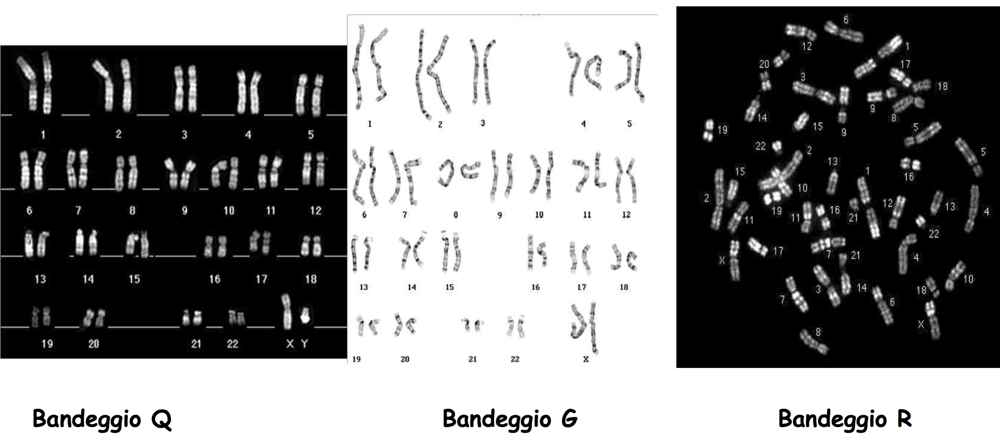 1 2 3 4 5
6 7 8 9 10 11 12
13 14 15 16 17 18
19 20 21 22 X Y
1 2 3 4 5
6 7 8 9 10 11 12
13 14 15 16 17 18
19 20 21 22 X
6
12 1
20 17
3
18
14 9 8
15 5
19 9
22 2 5
13 1
15 16
2 10
19 12 13 4
11 11 16 21
22
17 7 21 4
X
3 14 18 10
7 6
X
8
Bandeggio Q Bandeggio G Bandeggio R